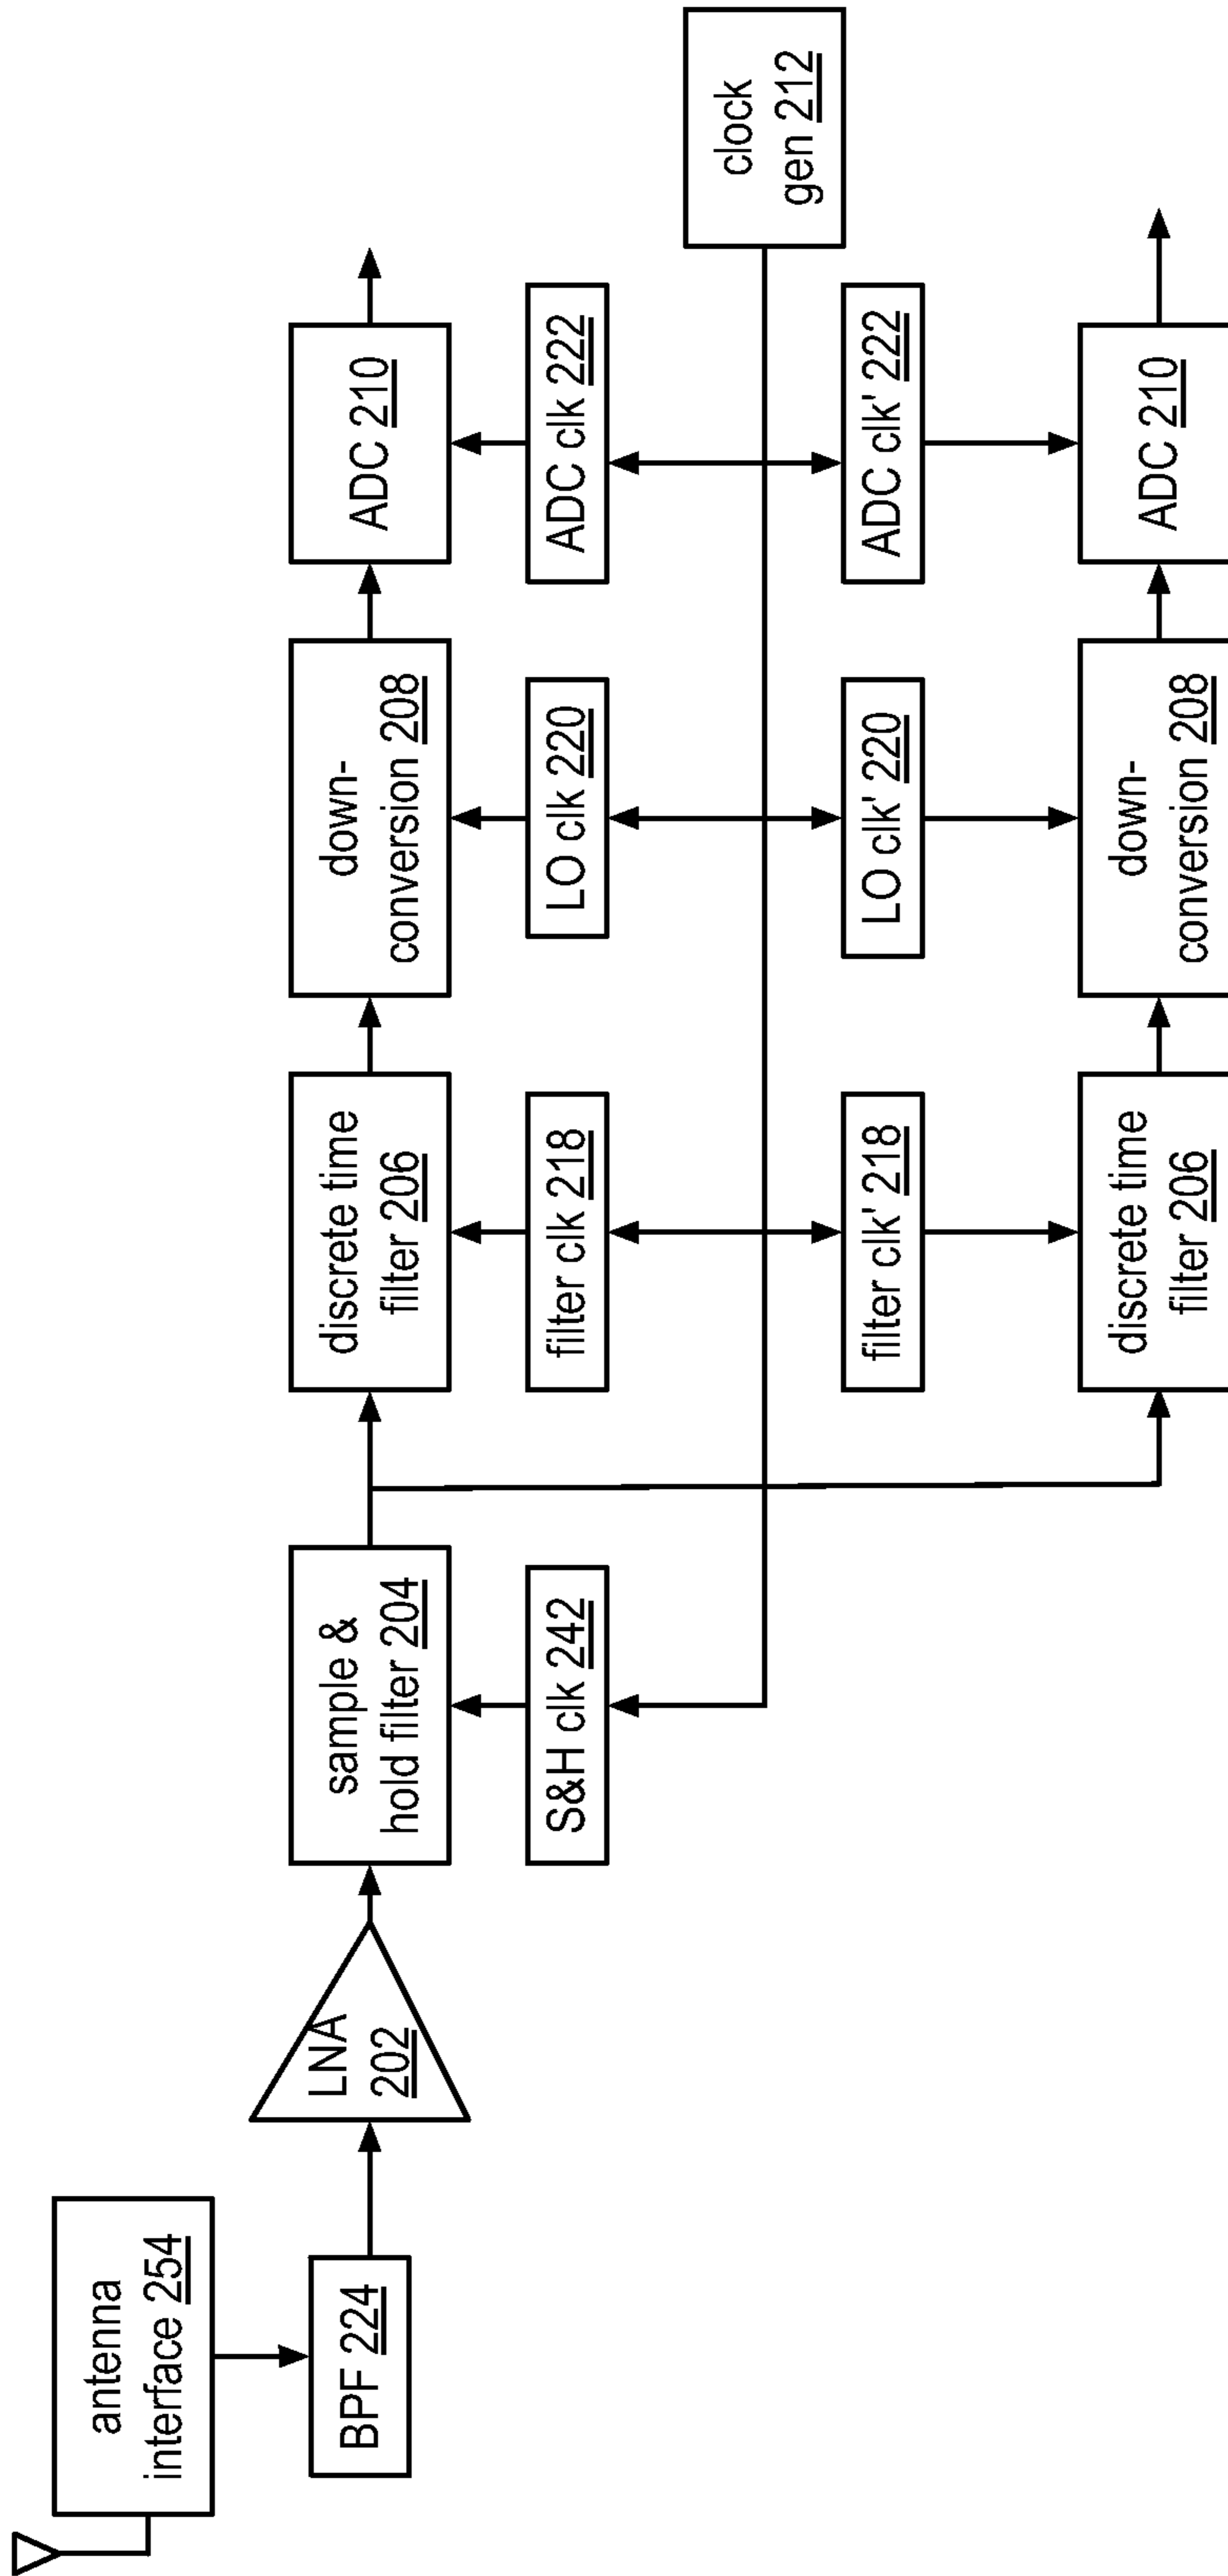 antenna
interface 254
BPF 224
LNA
202
sample &
hold filter 204
S&H clk 242
discrete time
filter 206
filter clk 218
down-
conversion 208
LO clk 220
ADC 210
ADC clk 222
clock
gen 212
filter clk' 218
LO clk' 220
ADC clk' 222
discrete time
filter 206
down-
conversion 208
ADC 210